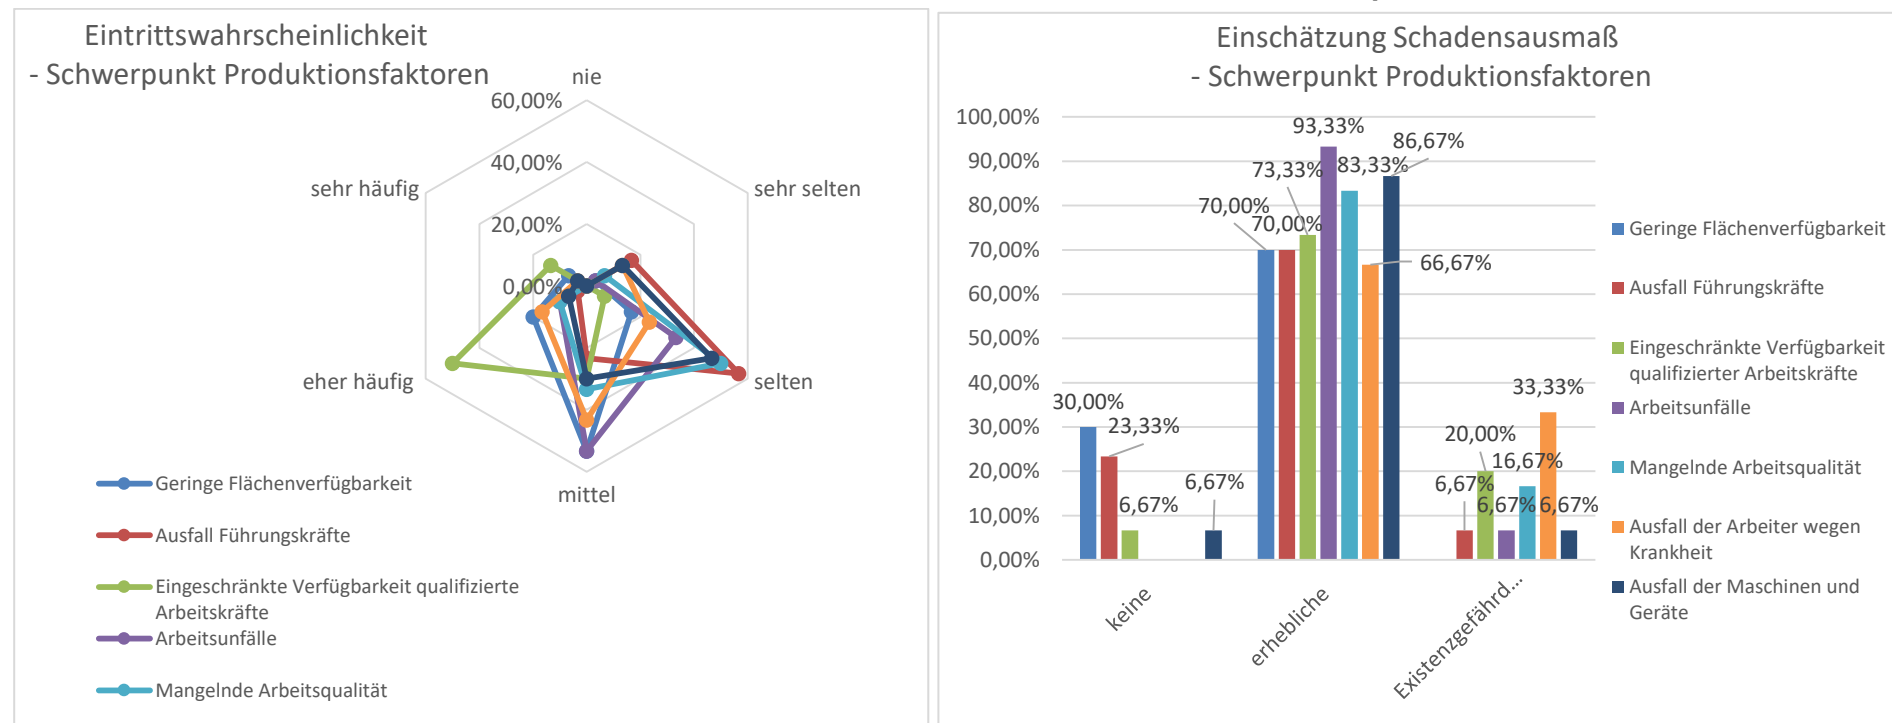 Eintrittswahrscheinlichkeit
- Schwerpunkt Produktionsfaktoren
nie
60,00%
40,00%
20,00%
0,00%
sehr häufig
sehr selten
eher häufig
selten
mittel
Geringe Flächenverfügbarkeit
Ausfall Führungskräfte
Eingeschränkte Verfügbarkeit qualifizierte
Arbeitskräfte
Arbeitsunfälle
Mangelnde Arbeitsqualität
Einschätzung Schadensausmaß
- Schwerpunkt Produktionsfaktoren
100,00%
90,00%
80,00%
70,00%
60,00%
50,00%
40,00%
30,00%
20,00%
10,00%
0,00%
30,00%
23,33%
6,67%
6,67%
70,00%
70,00%
73,33%
93,33%
83,33%
66,67%
86,67%
6,67%
20,00%
6,67%
16,67%
33,33%
6,67%
keine
erhebliche
Existenzgefährd...
Geringe Flächenverfügbarkeit
Ausfall Führungskräfte
Eingeschränkte Verfügbarkeit
qualifizierter Arbeitskräfte
Arbeitsunfälle
Mangelnde Arbeitsqualität
Ausfall der Arbeiter wegen
Krankheit
Ausfall der Maschinen und
Geräte